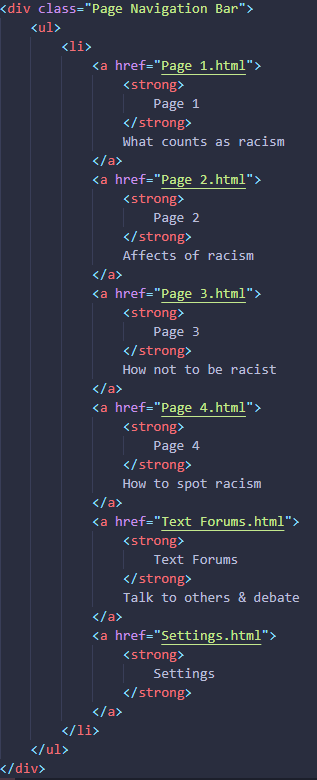 <div class="Page Navigation Bar">
<ul>
<li>
<a href="Page 1.html">
<strong>
Page 1
</strong>
What counts as racism
</a>
<a href="Page 2.html">
<strong>
Page 2
</strong>
Affects of racism
</a>
<a href="Page 3.html">
<strong>
Page 3
</strong>
How not to be racist
</a>
<a href="Page 4.html">
<strong>
Page 4
</strong>
How to spot racism
</a>
<a href="Text Forums.html">
<strong>
Text Forums
</strong>
Talk to others & debate
</a>
<a href="Settings.html">
<strong>
Settings
</strong>
</a>
</li>
</ul>
</div>